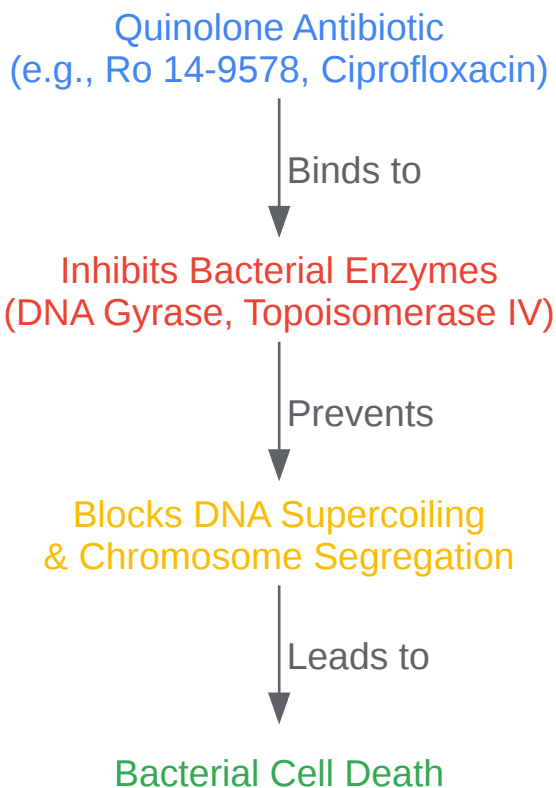 Quinolone Antibiotic
(e.g., Ro 14-9578, Ciprofloxacin)
Binds to
Inhibits Bacterial Enzymes
(DNA Gyrase, Topoisomerase IV)
Prevents
Blocks DNA Supercoiling
& Chromosome Segregation
Leads to
Bacterial Cell Death